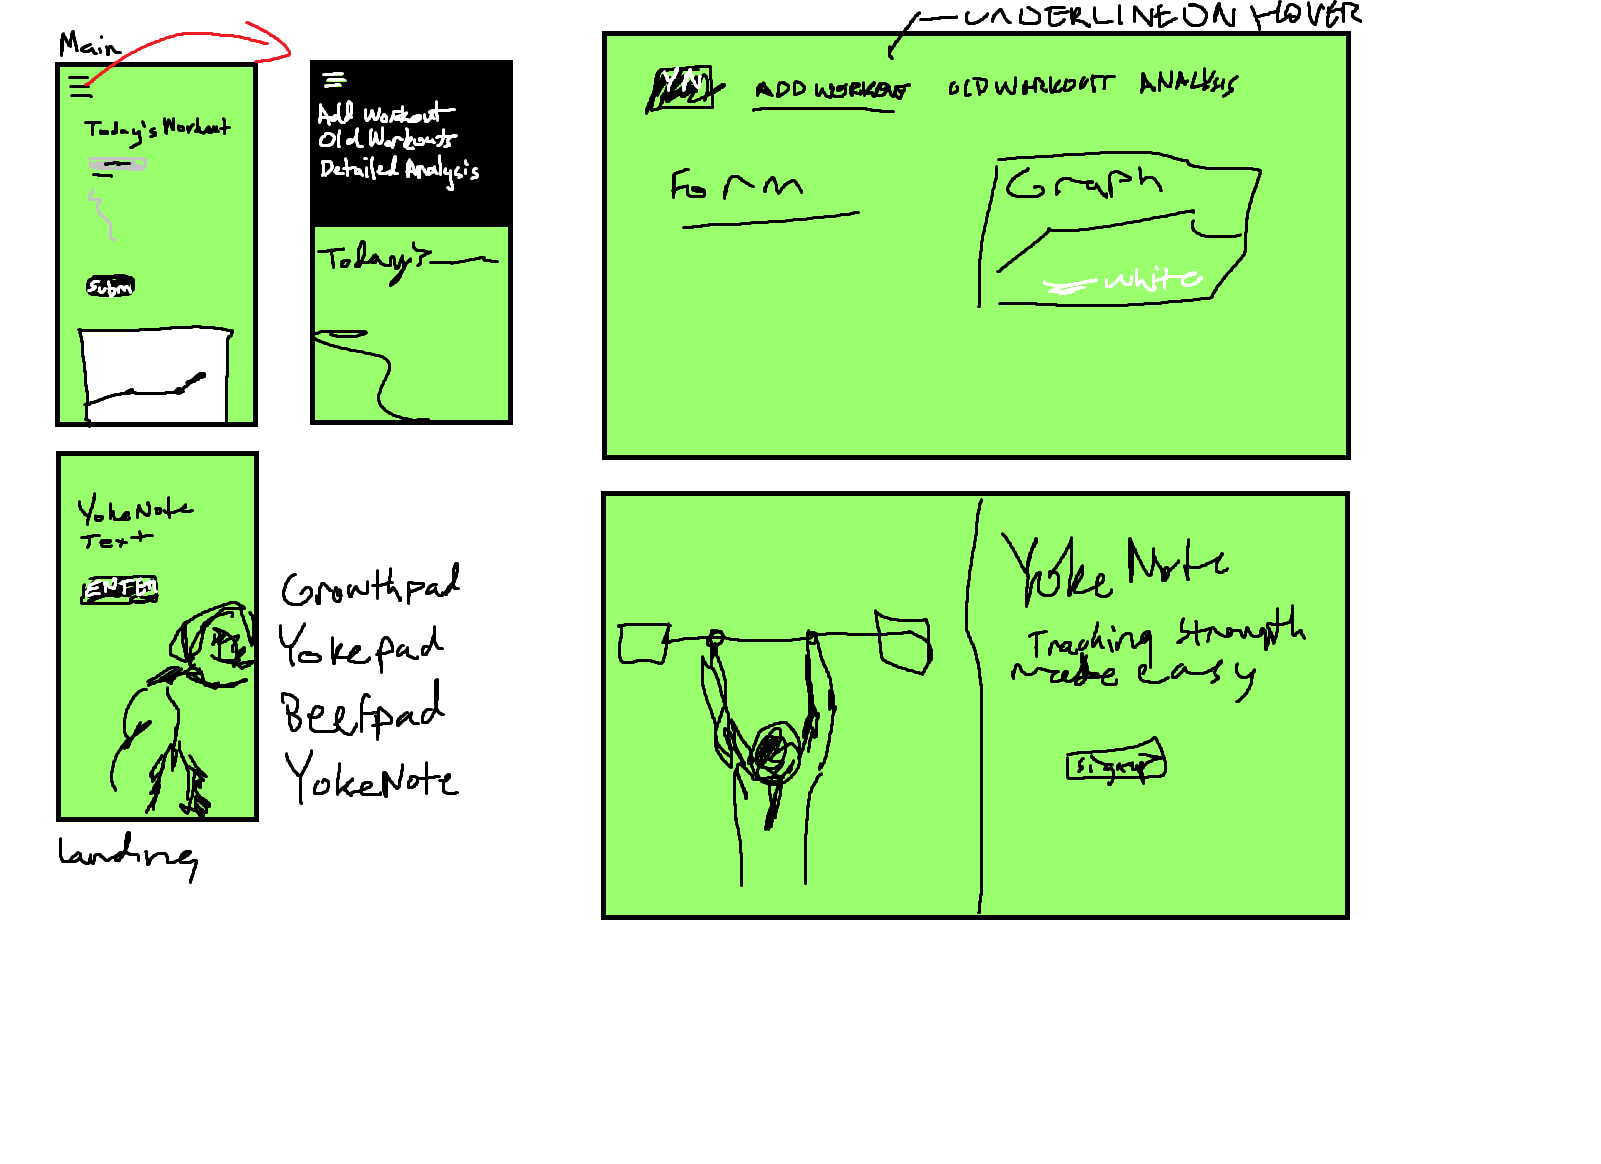 UNDERLINE ON HOVER
Main
Today's Workout
Subm
Add Workout
Old Workouts
Detailed Analysis
Today's
YN
ADD WORKOUT
OLD WORKOUT
ANALYSIS
Form
Graph
white
YokeNote
Text
ENTER
Landing
Growthpad
Yokepad
Beefpad
YokeNote
Yoke Note
Tracking strength
made easy
Signup